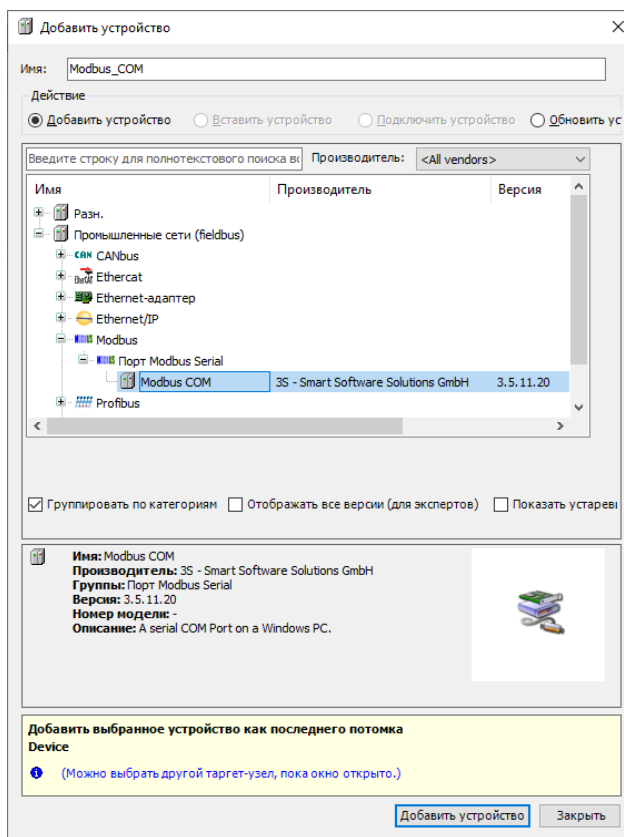 Добавить устройство
Имя: Modbus_COM
Действие
Добавить устройство Вставить устройство Подключить устройство Обновить ус
Введите строку для полнотекстового поиска вс Производитель: <All vendors>
Имя Производитель Версия
Разн.
Промышленные сети (fieldbus)
CAN CANbus
Ethercat
Ethernet-адаптер
Ethernet/IP
Modbus
Порт Modbus Serial
Modbus COM 3S - Smart Software Solutions GmbH 3.5.11.20
Profibus
Группировать по категориям Отображать все версии (для экспертов) Показать устарев
Имя: Modbus COM
Производитель: 3S - Smart Software Solutions GmbH
Группы: Порт Modbus Serial
Версия: 3.5.11.20
Номер модели: -
Описание: A serial COM Port on a Windows PC.
Добавить выбранное устройство как последнего потомка
Device
(Можно выбрать другой таргет-узел, пока окно открыто.)
Добавить устройство Закрыть